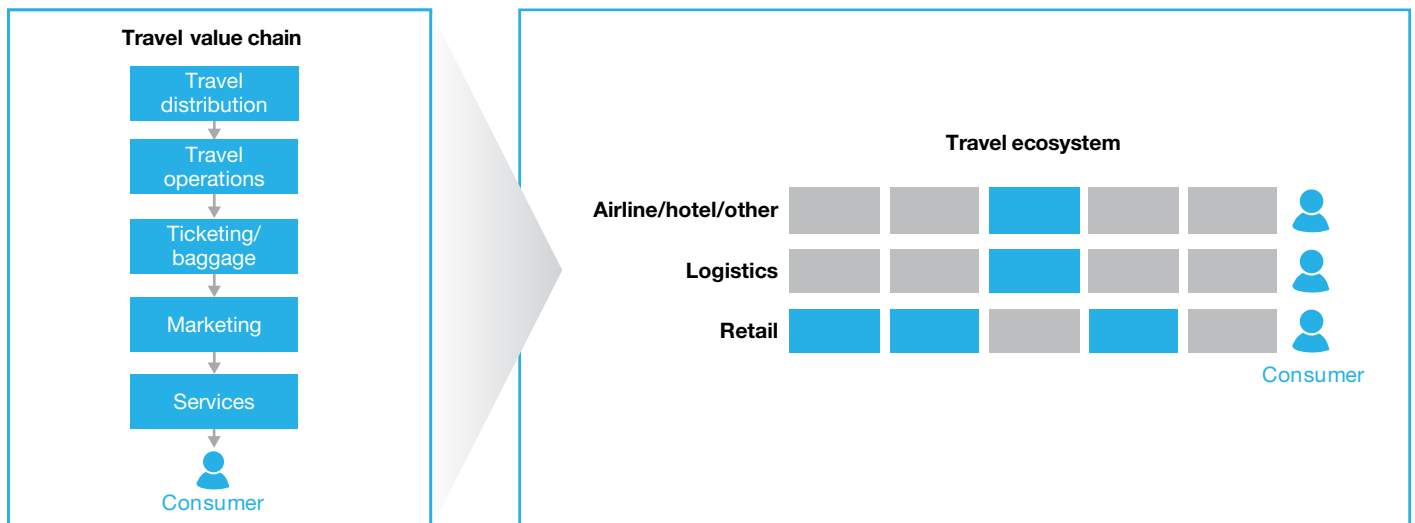 Travel value chain
Travel
distribution
Travel
operations
Ticketing/
baggage
Marketing
Services
Consumer
Travel ecosystem
Airline/hotel/other
Logistics
Retail
Consumer